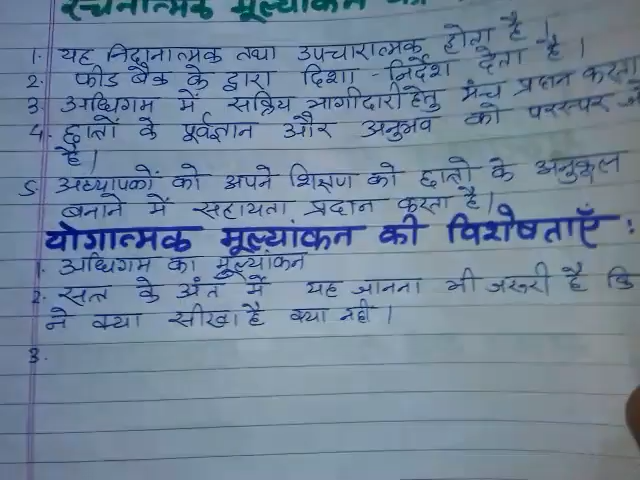 रचनात्मक मूल्यांकन की
1. यह निदानात्मक तथा उपचारात्मक होता है।
2. फीड बैक के द्वारा दिशा-निर्देश देता है।
3. अधिगम में सक्रिय भागीदारी हेतु मंच प्रदान करता
4. छात्रों के पूर्वज्ञान और अनुभव को परस्पर
है।
5. अध्यापकों को अपने शिक्षण को छात्रो के अनुकूल
बनाने में सहायता प्रदान करता है।
योगात्मक मूल्यांकन की विशेषताएँ :
1. अधिगम का मूल्यांकन
2. सत्र के अंत में यह जानना भी जरूरी है कि
ने क्या सीखा है क्या नही।
3.